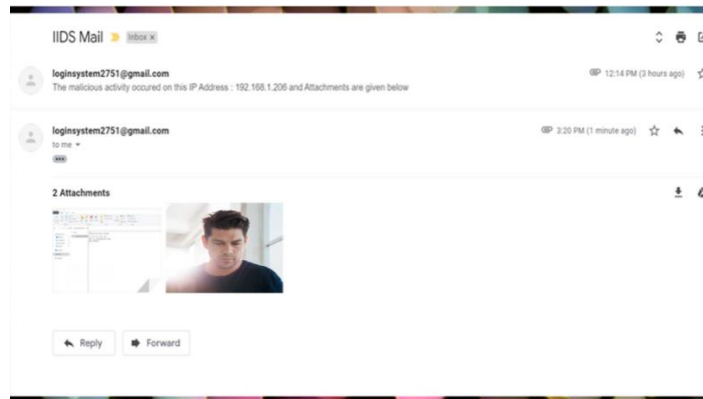 IIDS Mail Inbox x
loginsystem2751@gmail.com 12:14 PM (3 hours ago)
The malicious activity occured on this IP Address : 192.168.1.206 and Attachments are given below
loginsystem2751@gmail.com 3:20 PM (1 minute ago)
to me
2 Attachments
Reply Forward